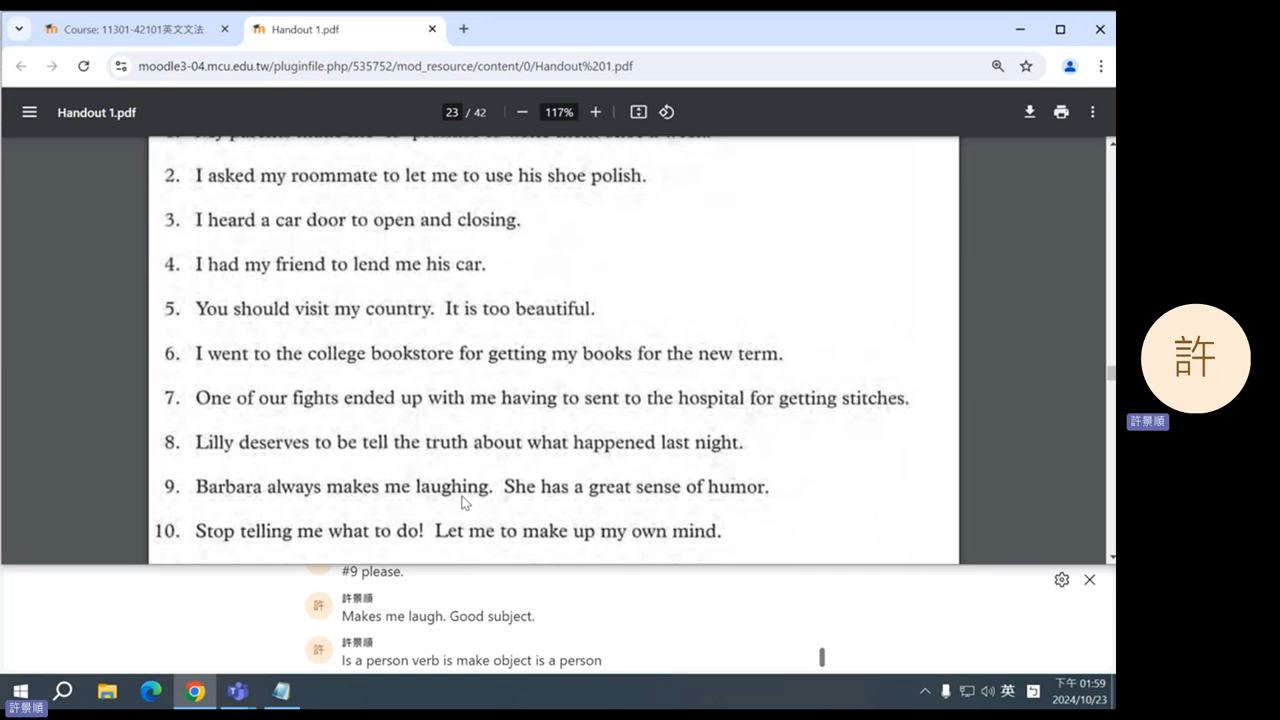 Course: 11301-42101英文文法
Handout 1.pdf
moodle3-04.mcu.edu.tw/pluginfile.php/535752/mod_resource/content/0/Handout%201.pdf
Handout 1.pdf
23 / 42
117%
2. I asked my roommate to let me to use his shoe polish.
3. I heard a car door to open and closing.
4. I had my friend to lend me his car.
5. You should visit my country. It is too beautiful.
6. I went to the college bookstore for getting my books for the new term.
7. One of our fights ended up with me having to sent to the hospital for getting stitches.
8. Lilly deserves to be tell the truth about what happened last night.
9. Barbara always makes me laughing. She has a great sense of humor.
10. Stop telling me what to do! Let me to make up my own mind.
許
許景順
#9 please.
許
許景順
Makes me laugh. Good subject.
許
許景順
Is a person verb is make object is a person
英
下午 01:59
2024/10/23
許景順